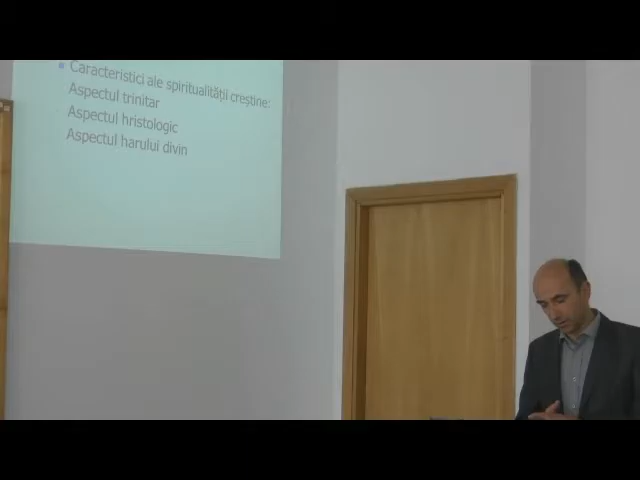 Caracteristici ale spiritualității creștine:
Aspectul trinitar
Aspectul hristologic
Aspectul harului divin